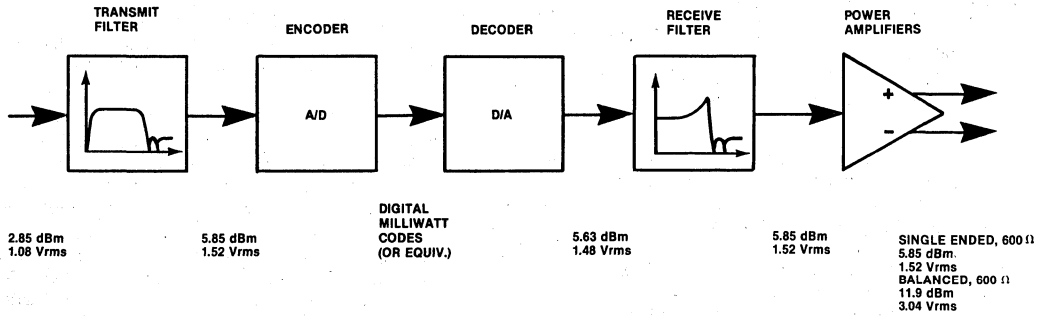 TRANSMIT
FILTER
ENCODER
DECODER
RECEIVE
FILTER
POWER
AMPLIFIERS
A/D
D/A
+
−
2.85 dBm
1.08 Vrms
5.85 dBm
1.52 Vrms
DIGITAL
MILLIWATT
CODES
(OR EQUIV.)
5.63 dBm
1.48 Vrms
5.85 dBm
1.52 Vrms
SINGLE ENDED, 600 Ω
5.85 dBm
1.52 Vrms
BALANCED, 600 Ω
11.9 dBm
3.04 Vrms